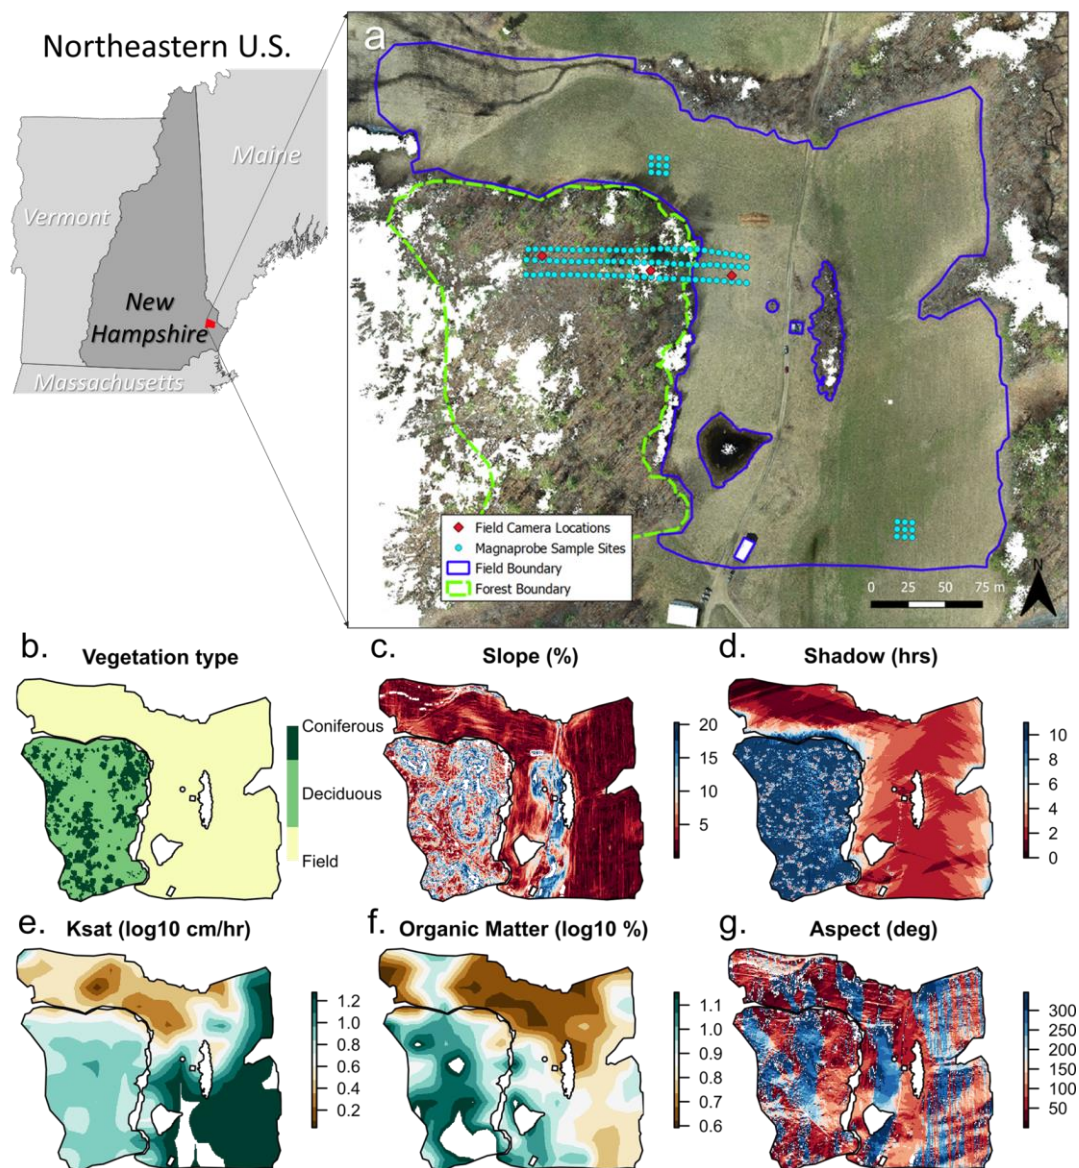 Northeastern U.S.
Maine
Vermont
New
Hampshire
Massachusetts
a
Field Camera Locations
Magnaprobe Sample Sites
Field Boundary
Forest Boundary
N
0 25 50 75 m
b.
Vegetation type
Coniferous
Deciduous
Field
c.
Slope (%)
20
15
10
5
d.
Shadow (hrs)
10
8
6
4
2
0
e.
Ksat (log10 cm/hr)
1.2
1.0
0.8
0.6
0.4
0.2
f.
Organic Matter (log10 %)
1.1
1.0
0.9
0.8
0.7
0.6
g.
Aspect (deg)
300
250
200
150
100
50